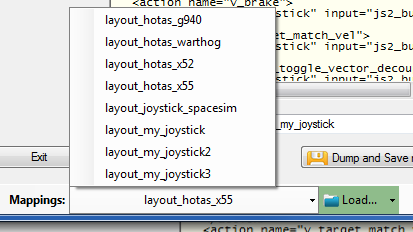 <action name="v_brake">
layout_hotas_g940
stick" input="js2_bu
layout_hotas_warthog
et_match_vel">
layout_hotas_x52
stick" input="js2_bu
layout_hotas_x55
_toggle_vector_decou
stick" input="js2_bu
layout_joystick_spacesim
layout_my_joystick
_my_joystick
layout_my_joystick2
Exit
Dump and Save
layout_my_joystick3
Mappings: layout_hotas_x55 Load...
<action name="v_target_match